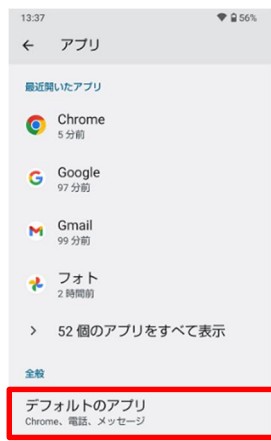 13:37 56%
← アプリ
最近開いたアプリ
Chrome
5 分前
Google
97 分前
Gmail
99 分前
フォト
2 時間前
52 個のアプリをすべて表示
全般
デフォルトのアプリ
Chrome、電話、メッセージ